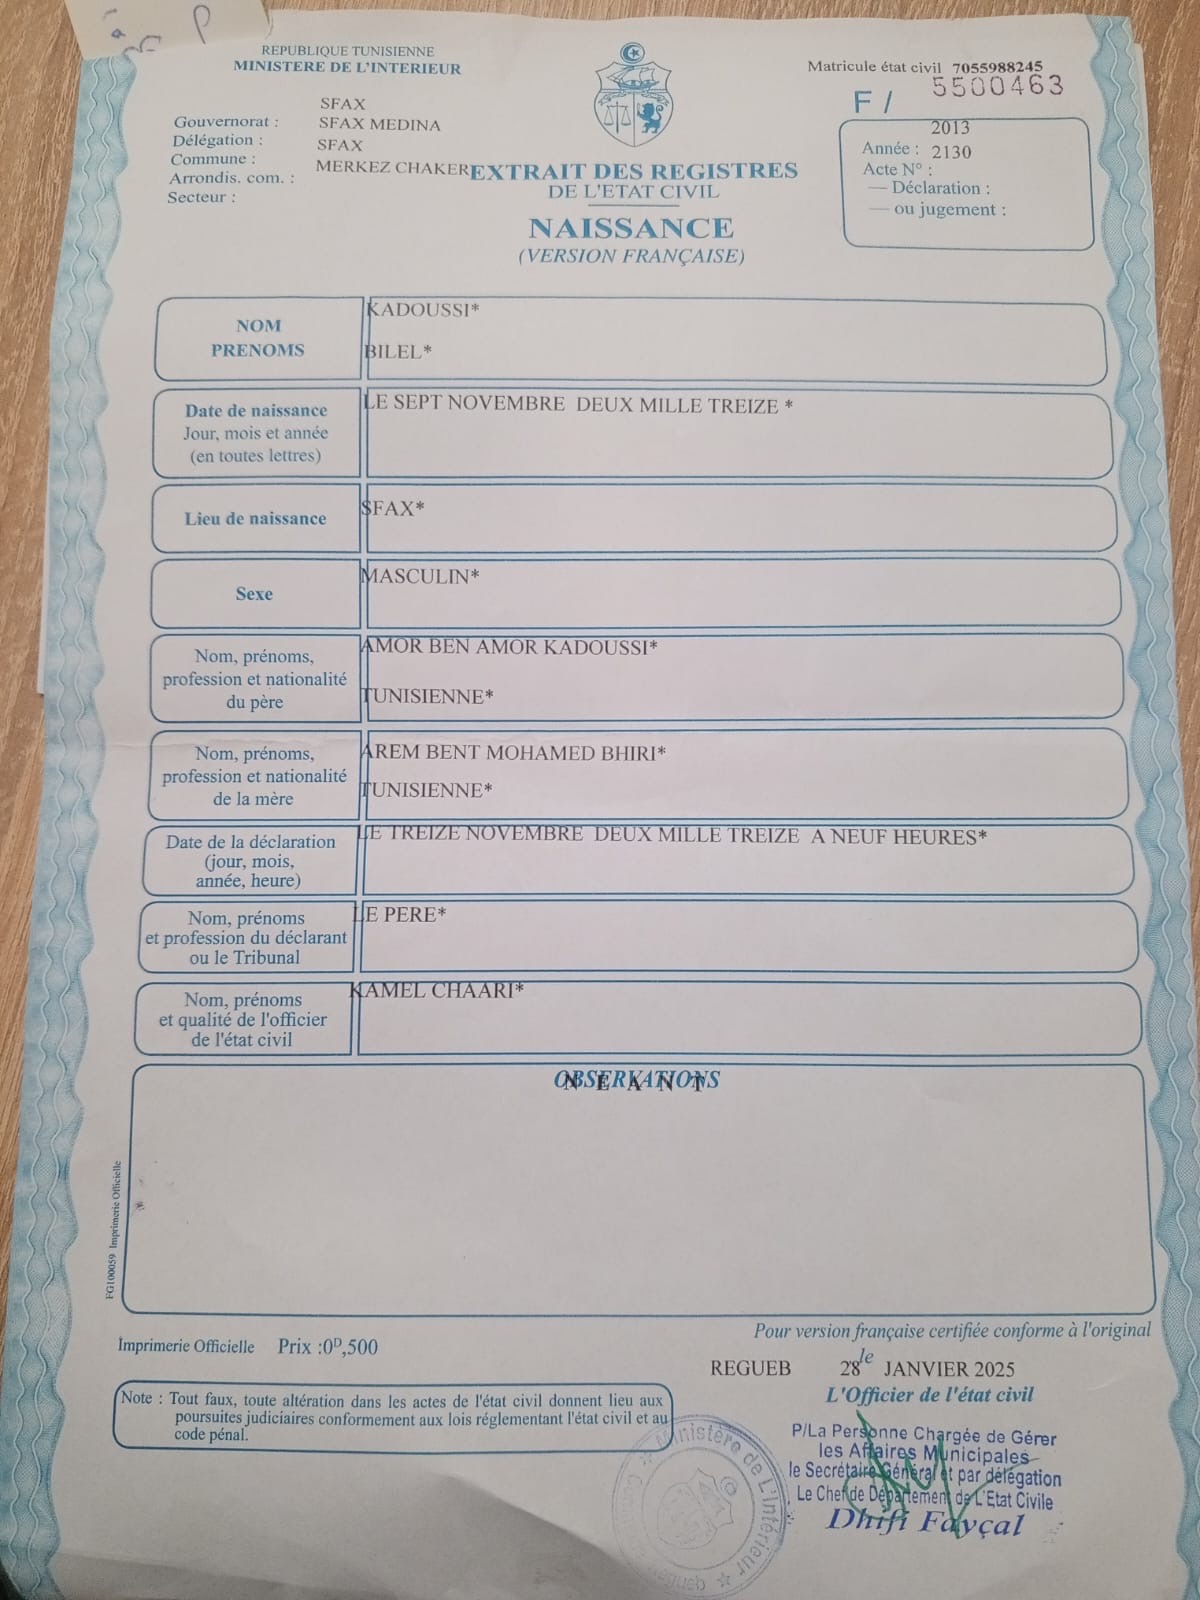 REPUBLIQUE TUNISIENNE
MINISTERE DE L'INTERIEUR
Matricule état civil 7055988245
5500463
F /
SFAX
Gouvernorat :
SFAX MEDINA
Délégation :
SFAX
Commune :
MERKEZ CHAKER
Arrondis. com. :
Secteur :
2013
Année :
2130
Acte N° :
— Déclaration :
— ou jugement :
EXTRAIT DES REGISTRES
DE L'ETAT CIVIL
NAISSANCE
(VERSION FRANÇAISE)
NOM
PRENOMS
KADOUSSI*
BILEL*
Date de naissance
Jour, mois et année
(en toutes lettres)
LE SEPT NOVEMBRE DEUX MILLE TREIZE *
Lieu de naissance
SFAX*
Sexe
MASCULIN*
Nom, prénoms,
profession et nationalité
du père
AMOR BEN AMOR KADOUSSI*
TUNISIENNE*
Nom, prénoms,
profession et nationalité
de la mère
AREM BENT MOHAMED BHIRI*
TUNISIENNE*
Date de la déclaration
(jour, mois,
année, heure)
LE TREIZE NOVEMBRE DEUX MILLE TREIZE A NEUF HEURES*
Nom, prénoms
et profession du déclarant
ou le Tribunal
LE PERE*
Nom, prénoms
et qualité de l'officier
de l'état civil
KAMEL CHAARI*
OBSERVATIONS
N E A N T
FG100059 Imprimerie Officielle
Imprimerie Officielle Prix :0ᴰ,500
Note : Tout faux, toute altération dans les actes de l'état civil donnent lieu aux
poursuites judiciaires conformement aux lois réglementant l'état civil et au
code pénal.
Pour version française certifiée conforme à l'original
REGUEB le 28 JANVIER 2025
L'Officier de l'état civil
P/La Personne Chargée de Gérer
les Affaires Municipales
le Secrétaire Général et par délégation
Le Chef de Département de L'Etat Civile
Dhifi Fayçal
Ministère de L'Intérieur